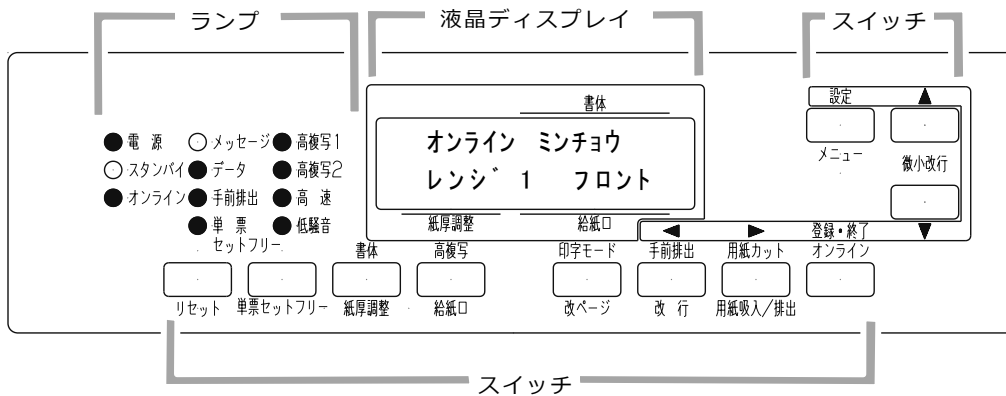 ランプ 液晶ディスプレイ スイッチ
設定 ▲
書体
● 電 源 ○ メッセージ ● 高複写1
○ スタンバイ ● データ ● 高複写2
● オンライン ● 手前排出 ● 高 速
● 単 票 ● 低騒音
オンライン ミンチョウ
レンジ 1 フロント
メニュー 微小改行
紙厚調整 給紙口
◀ ▶ 登録・終了 ▼
セットフリー 書体 高複写 印字モード 手前排出 用紙カット オンライン
リセット 単票セットフリー 紙厚調整 給紙口 改ページ 改 行 用紙吸入/排出
スイッチ